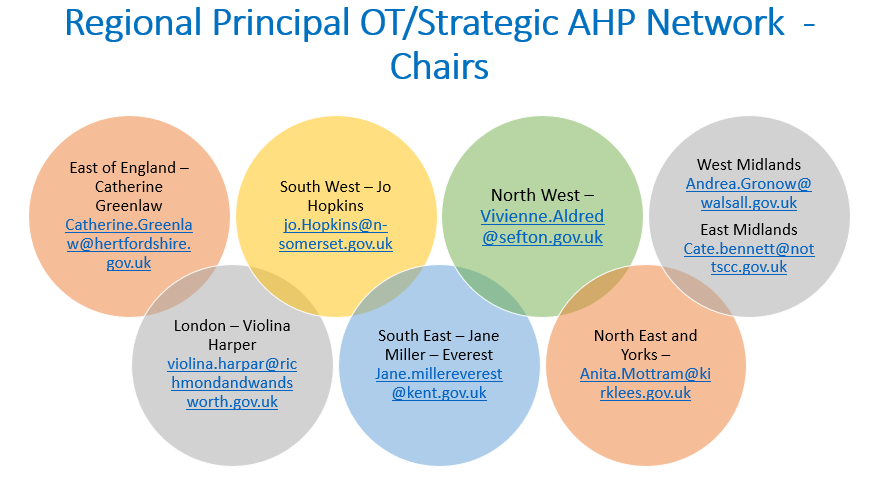 Regional Principal OT/Strategic AHP Network  -
Chairs
East of England –
Catherine
Greenlaw
Catherine.Greenla
w@hertfordshire.
gov.uk
South West – Jo
Hopkins
jo.Hopkins@n-
somerset.gov.uk
North West –
Vivienne.Aldred
@sefton.gov.uk
West Midlands
Andrea.Gronow@
walsall.gov.uk
East Midlands
Cate.bennett@not
tscc.gov.uk
London – Violina
Harper
violina.harpar@ric
hmondandwands
worth.gov.uk
South East – Jane
Miller – Everest
Jane.millereverest
@kent.gov.uk
North East and
Yorks –
Anita.Mottram@ki
rklees.gov.uk